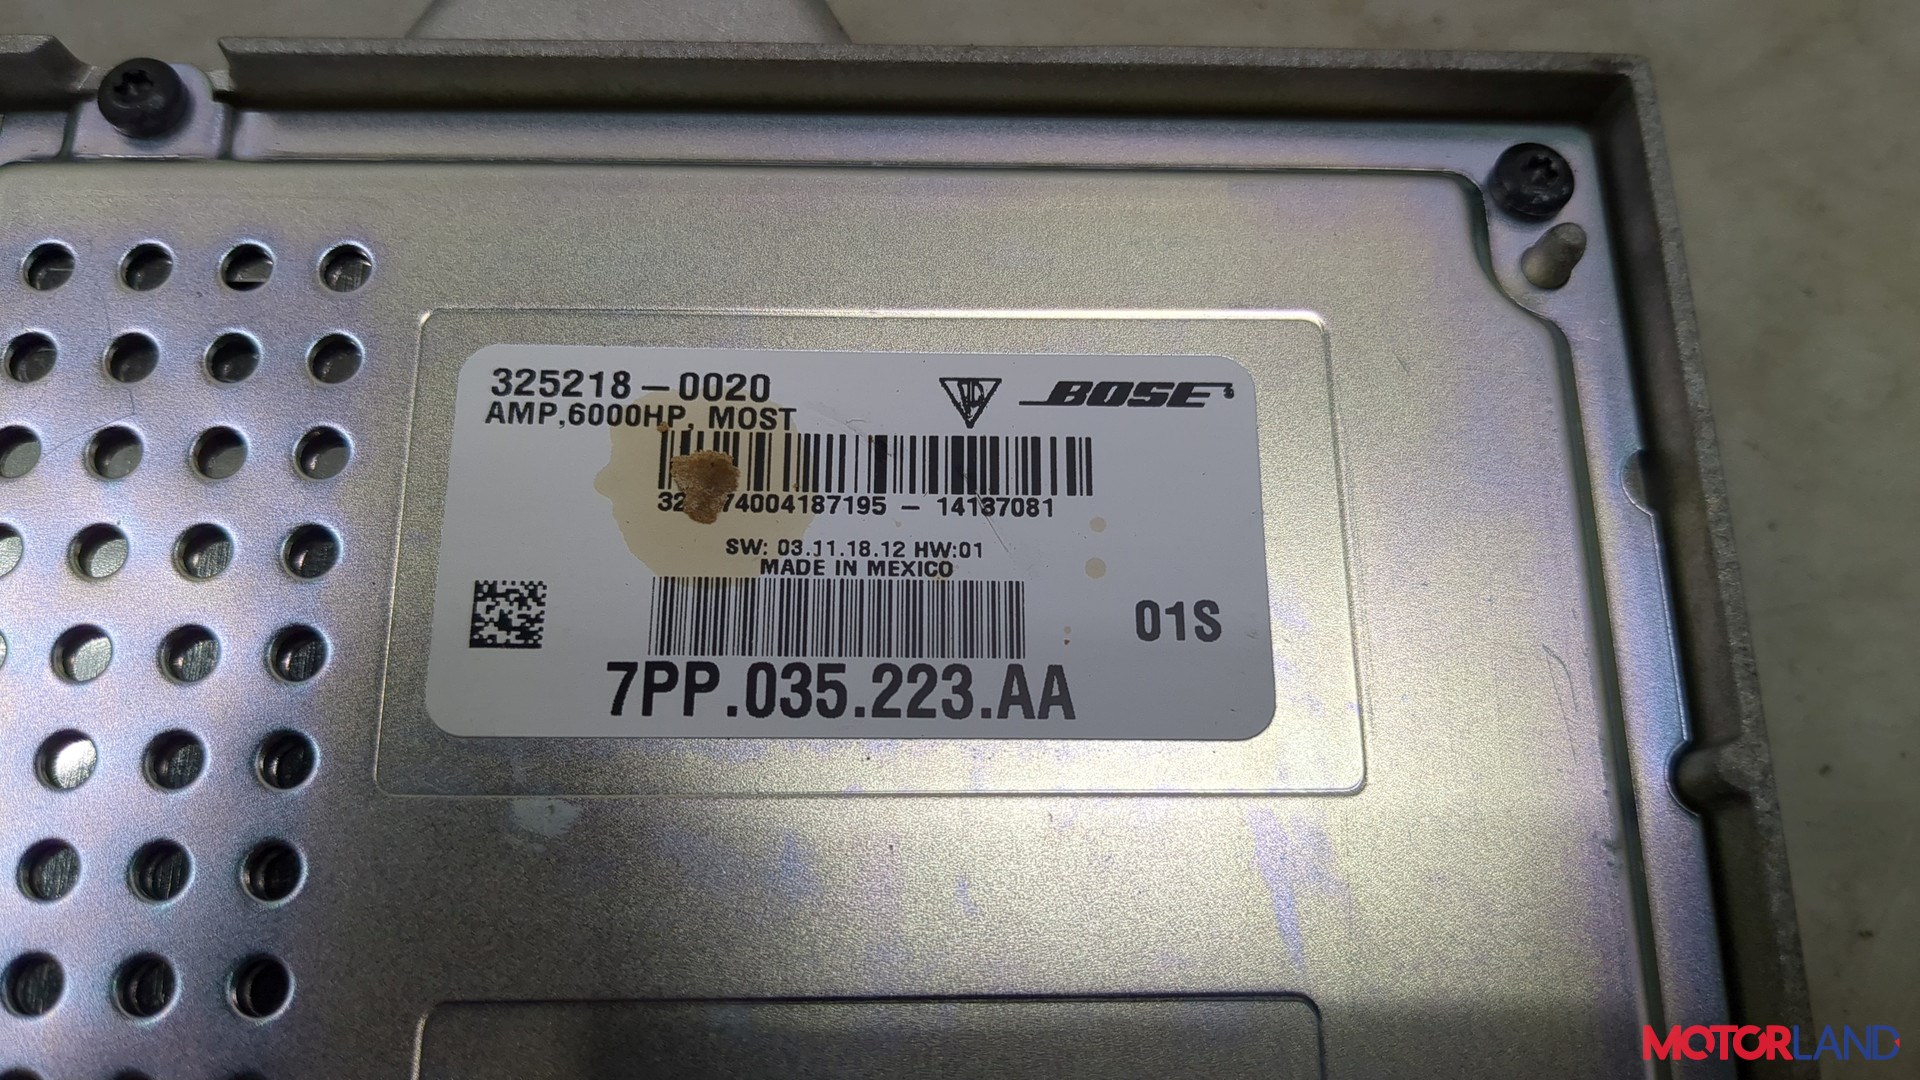 325218-0020
BOSE
AMP,6000HP, MOST
74004187195 - 14137081
SW: 03.11.18.12 HW:01
MADE IN MEXICO
01S
7PP.035.223.AA
MOTORLAND